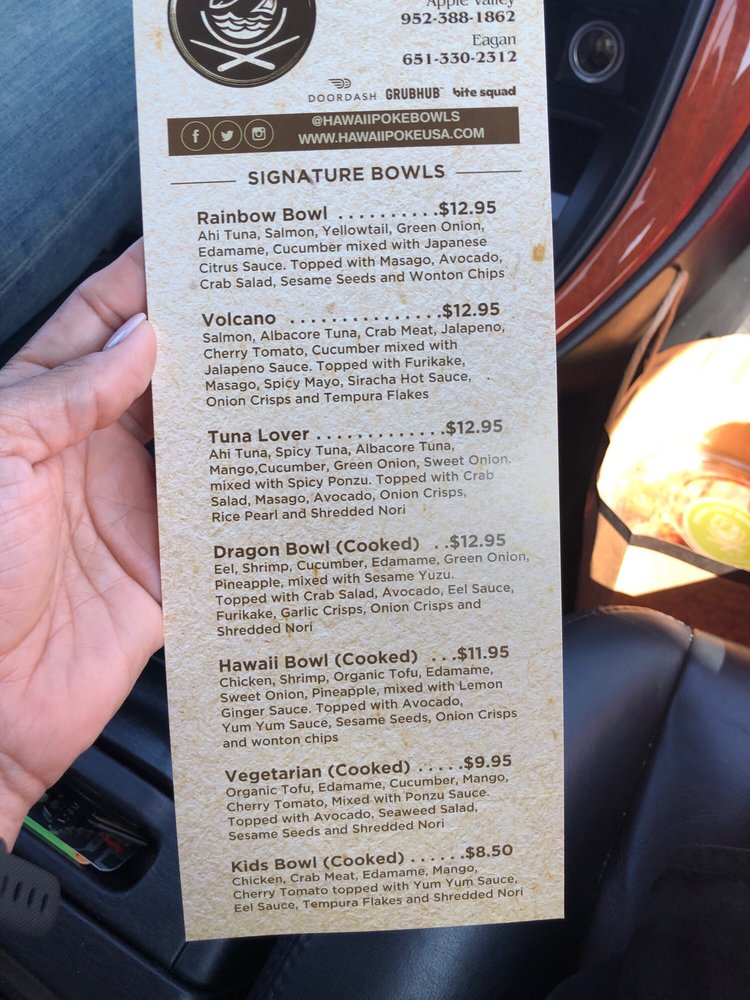 Apple Valley
952-388-1862
Eagan
651-330-2312
DOORDASH GRUBHUB bite squad
@HAWAIIPOKEBOWLS
WWW.HAWAIIPOKEUSA.COM
SIGNATURE BOWLS
Rainbow Bowl ..........$12.95
Ahi Tuna, Salmon, Yellowtail, Green Onion,
Edamame, Cucumber mixed with Japanese
Citrus Sauce. Topped with Masago, Avocado,
Crab Salad, Sesame Seeds and Wonton Chips
Volcano ................$12.95
Salmon, Albacore Tuna, Crab Meat, Jalapeno,
Cherry Tomato, Cucumber mixed with
Jalapeno Sauce. Topped with Furikake,
Masago, Spicy Mayo, Siracha Hot Sauce,
Onion Crisps and Tempura Flakes
Tuna Lover .............$12.95
Ahi Tuna, Spicy Tuna, Albacore Tuna,
Mango,Cucumber, Green Onion, Sweet Onion.
mixed with Spicy Ponzu. Topped with Crab
Salad, Masago, Avocado, Onion Crisps,
Rice Pearl and Shredded Nori
Dragon Bowl (Cooked) ..$12.95
Eel, Shrimp, Cucumber, Edamame, Green Onion,
Pineapple, mixed with Sesame Yuzu.
Topped with Crab Salad, Avocado, Eel Sauce,
Furikake, Garlic Crisps, Onion Crisps and
Shredded Nori
Hawaii Bowl (Cooked) ...$11.95
Chicken, Shrimp, Organic Tofu, Edamame,
Sweet Onion, Pineapple, mixed with Lemon
Ginger Sauce. Topped with Avocado,
Yum Yum Sauce, Sesame Seeds, Onion Crisps
and wonton chips
Vegetarian (Cooked) .....$9.95
Organic Tofu, Edamame, Cucumber, Mango,
Cherry Tomato, Mixed with Ponzu Sauce.
Topped with Avocado, Seaweed Salad,
Sesame Seeds and Shredded Nori
Kids Bowl (Cooked) ......$8.50
Chicken, Crab Meat, Edamame, Mango,
Cherry Tomato topped with Yum Yum Sauce,
Eel Sauce, Tempura Flakes and Shredded Nori